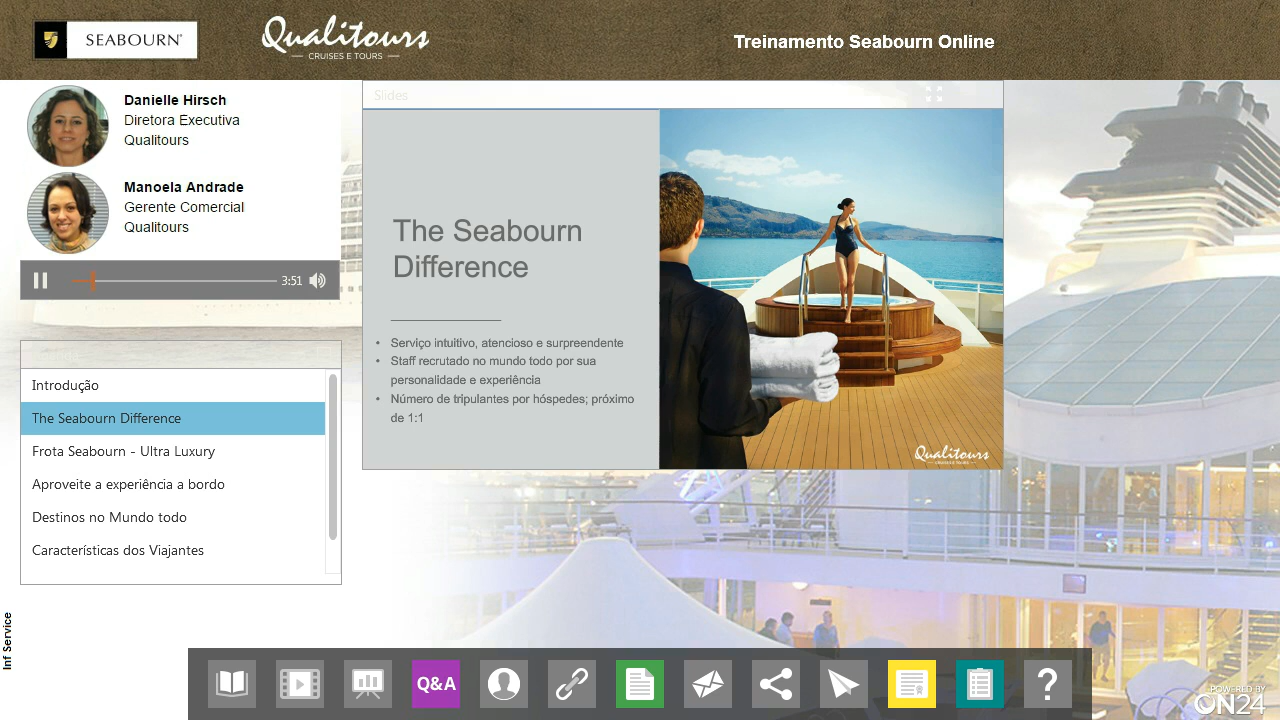 SEABOURN
Qualitours
CRUISES E TOURS
Treinamento Seabourn Online
Danielle Hirsch
Diretora Executiva
Qualitours
Manoela Andrade
Gerente Comercial
Qualitours
3:51
Slides
The Seabourn
Difference
• Serviço intuitivo, atencioso e surpreendente
• Staff recrutado no mundo todo por sua
personalidade e experiência
• Número de tripulantes por hóspedes; próximo
de 1:1
Qualitours
CRUISES E TOURS
Introdução
The Seabourn Difference
Frota Seabourn - Ultra Luxury
Aproveite a experiência a bordo
Destinos no Mundo todo
Características dos Viajantes
Inf Service
Q&A
?
POWERED BY
ON24